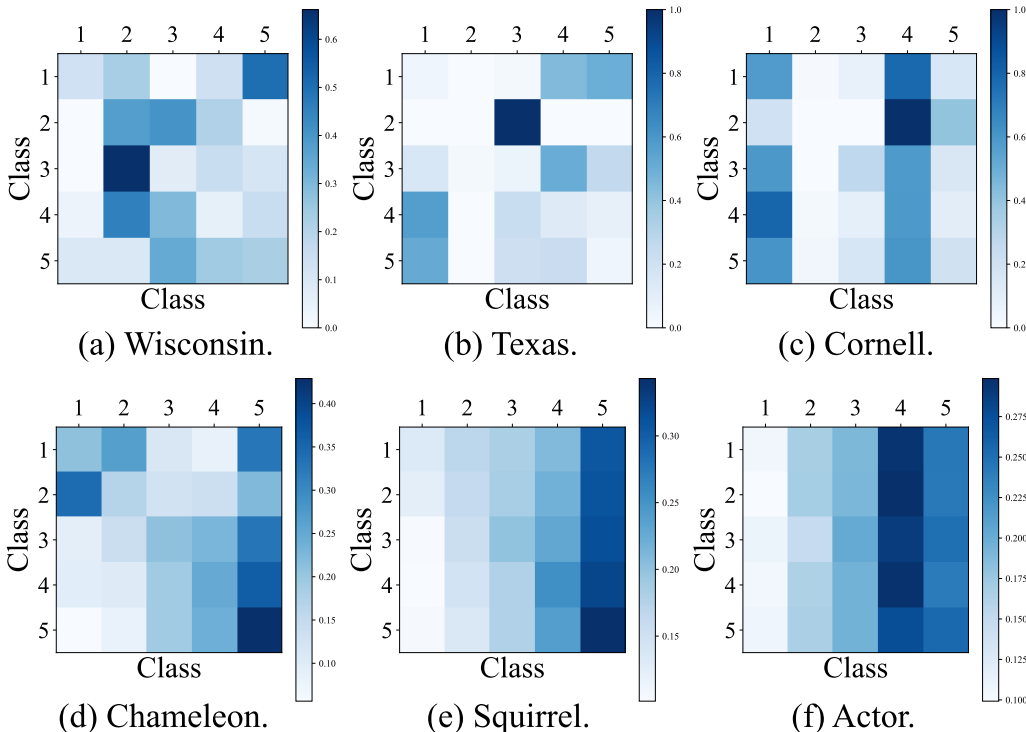 1 2 3 4 5
1
2
3
4
5
Class
Class
0.6
0.5
0.4
0.3
0.2
0.1
0.0
(a) Wisconsin.
1 2 3 4 5
1
2
3
4
5
Class
Class
1.0
0.8
0.6
0.4
0.2
0.0
(b) Texas.
1 2 3 4 5
1
2
3
4
5
Class
Class
1.0
0.8
0.6
0.4
0.2
0.0
(c) Cornell.
1 2 3 4 5
1
2
3
4
5
Class
Class
0.40
0.35
0.30
0.25
0.20
0.15
0.10
(d) Chameleon.
1 2 3 4 5
1
2
3
4
5
Class
Class
0.30
0.25
0.20
0.15
(e) Squirrel.
1 2 3 4 5
1
2
3
4
5
Class
Class
0.275
0.250
0.225
0.200
0.175
0.150
0.125
0.100
(f) Actor.